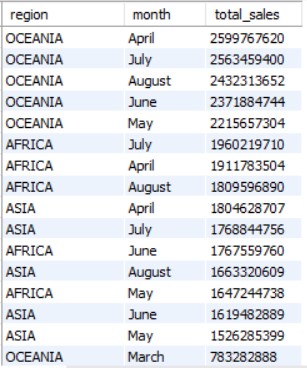 region month total_sales
OCEANIA April 2599767620
OCEANIA July 2563459400
OCEANIA August 2432313652
OCEANIA June 2371884744
OCEANIA May 2215657304
AFRICA July 1960219710
AFRICA April 1911783504
AFRICA August 1809596890
ASIA April 1804628707
ASIA July 1768844756
AFRICA June 1767559760
ASIA August 1663320609
AFRICA May 1647244738
ASIA June 1619482889
ASIA May 1526285399
OCEANIA March 783282888